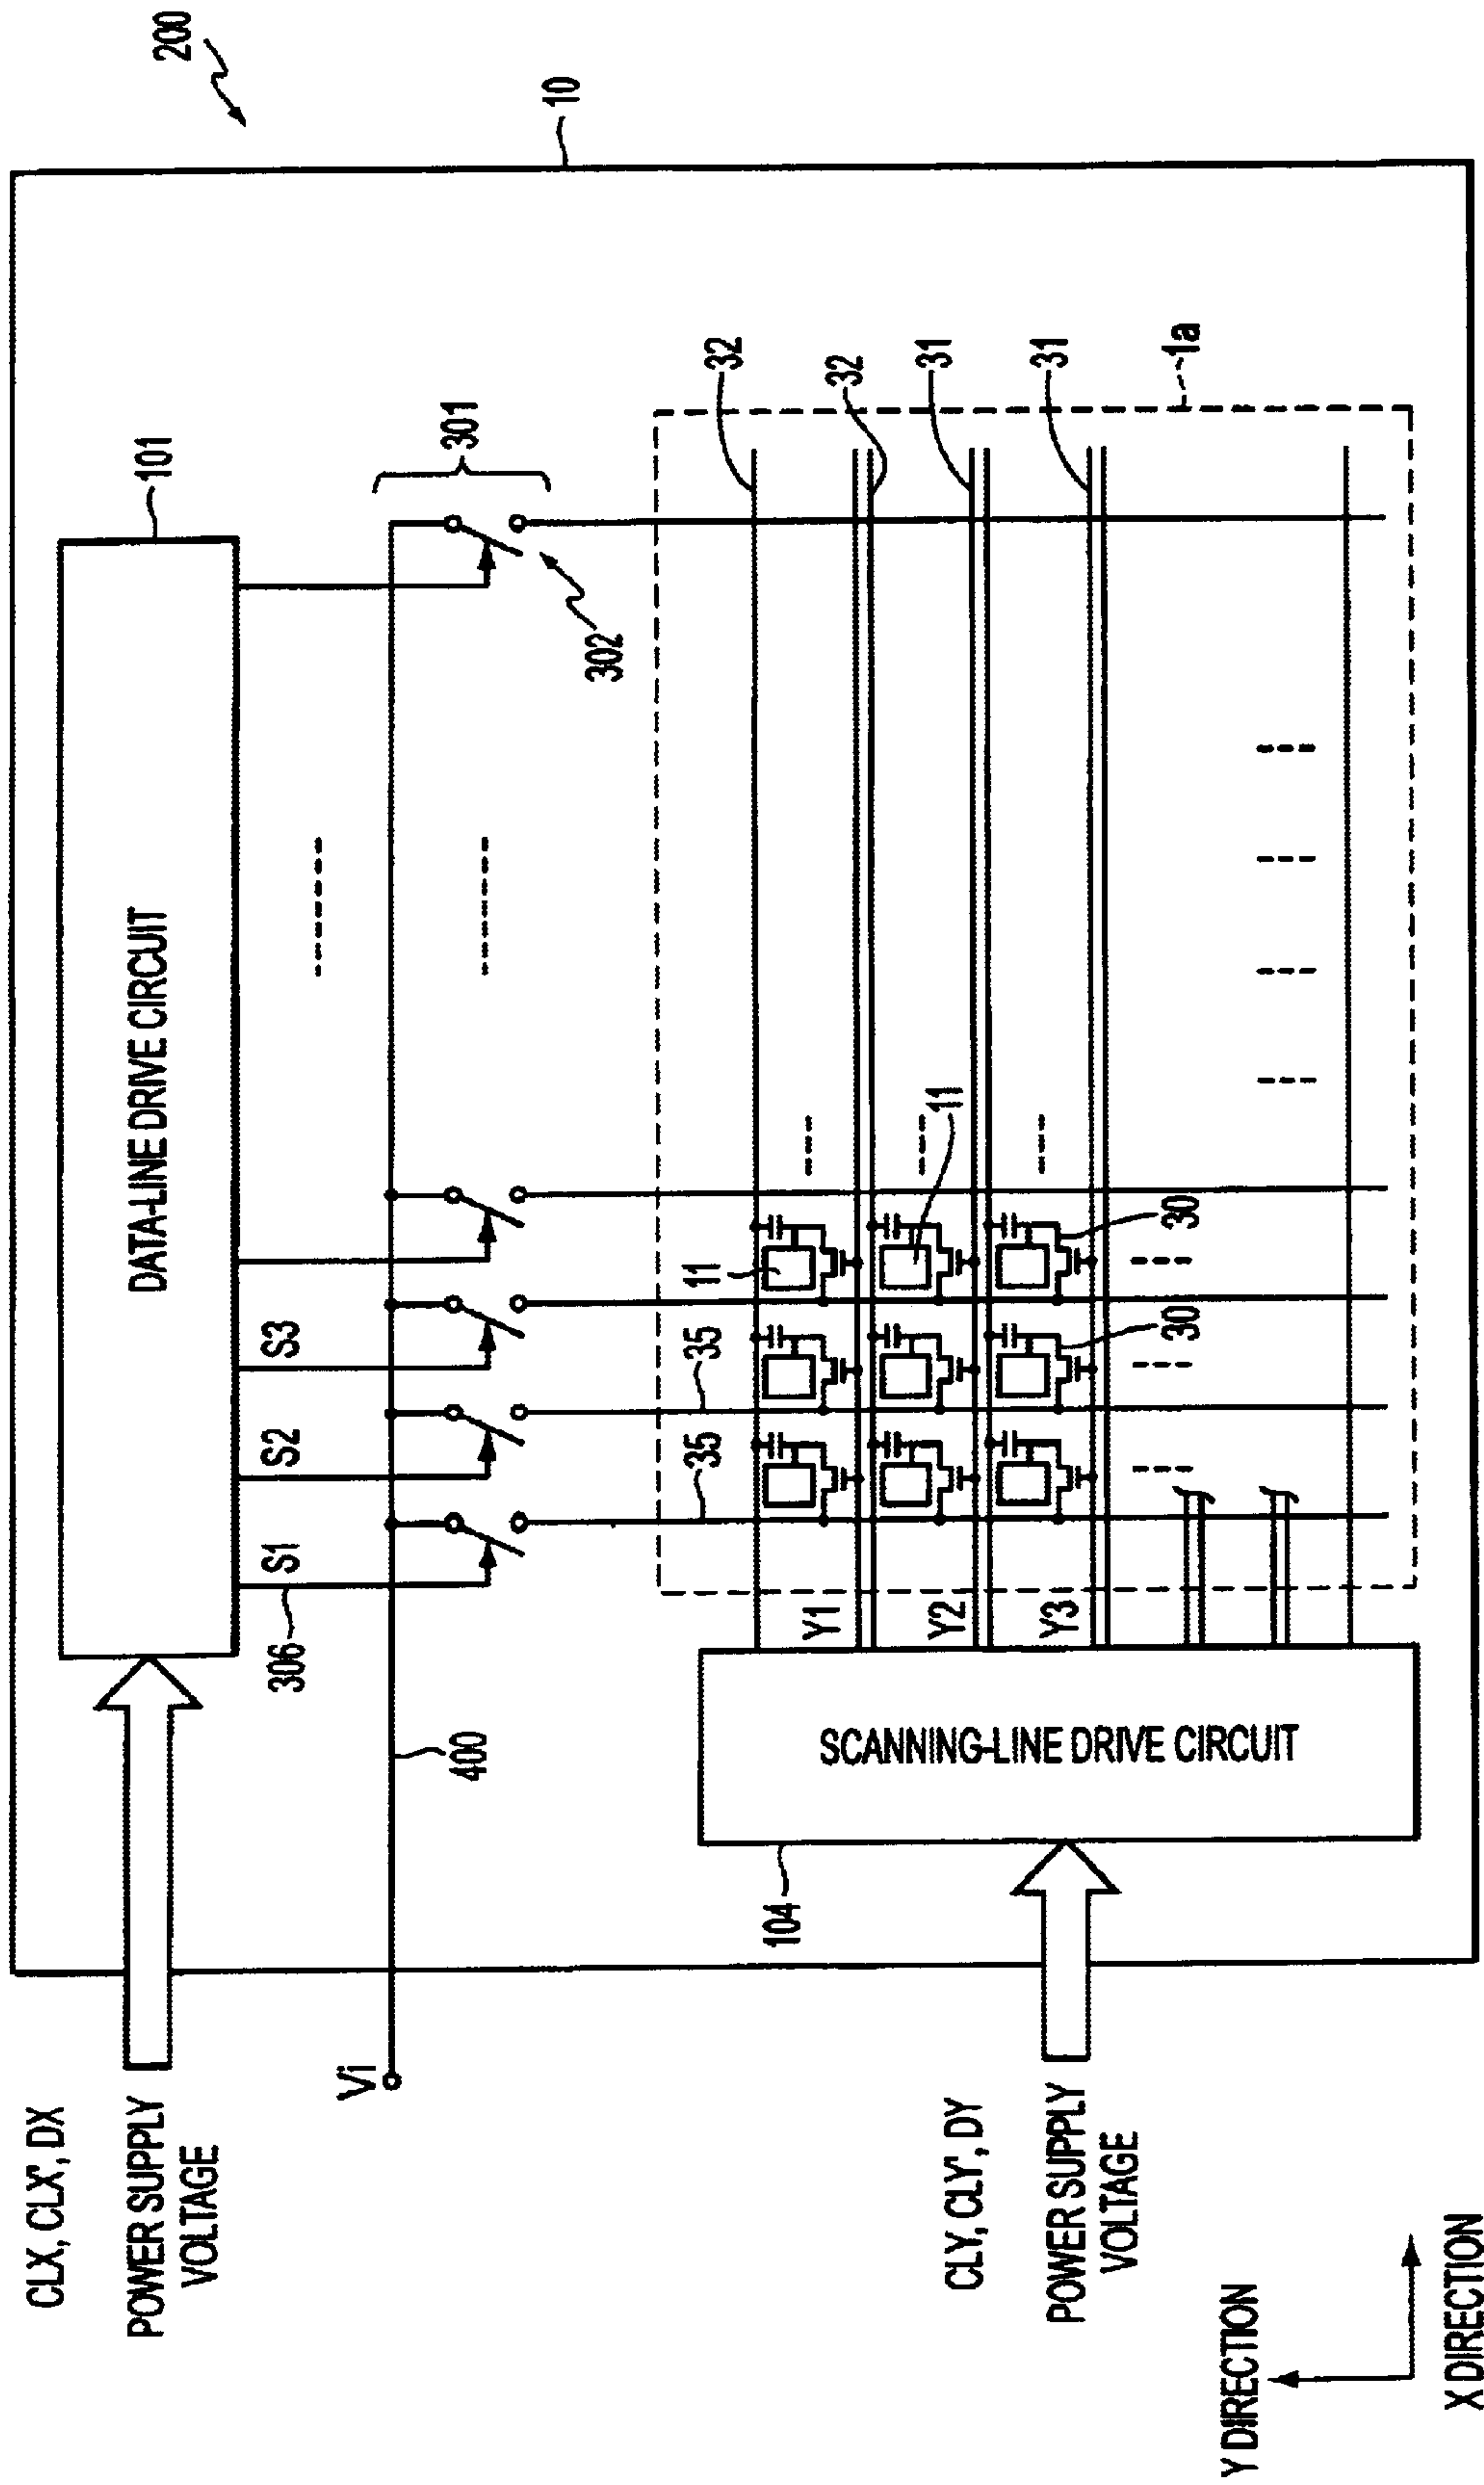 200
10
CLX, CLX', DX
POWER SUPPLY
VOLTAGE
101
DATA-LINE DRIVE CIRCUIT
306
S1
S2
S3
301
302
Vi
400
35
35
32
32
31
31
1a
11
11
30
30
Y1
Y2
Y3
104
SCANNING-LINE DRIVE CIRCUIT
CLY, CLY', DY
POWER SUPPLY
VOLTAGE
Y DIRECTION
X DIRECTION